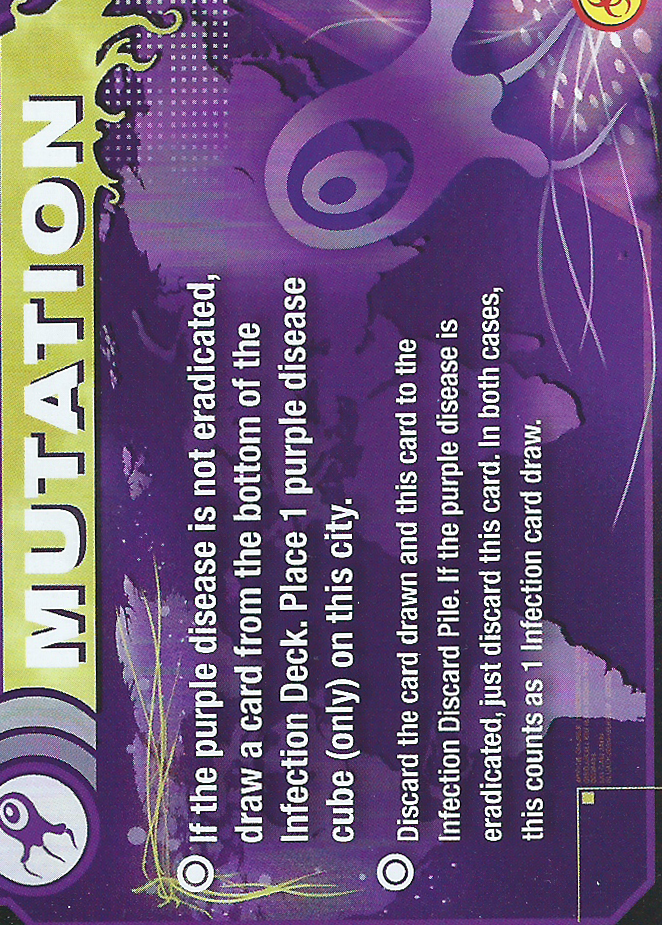 MUTATION
If the purple disease is not eradicated,
draw a card from the bottom of the
Infection Deck. Place 1 purple disease
cube (only) on this city.
Discard the card drawn and this card to the
Infection Discard Pile. If the purple disease is
eradicated, just discard this card. In both cases,
this counts as 1 Infection card draw.